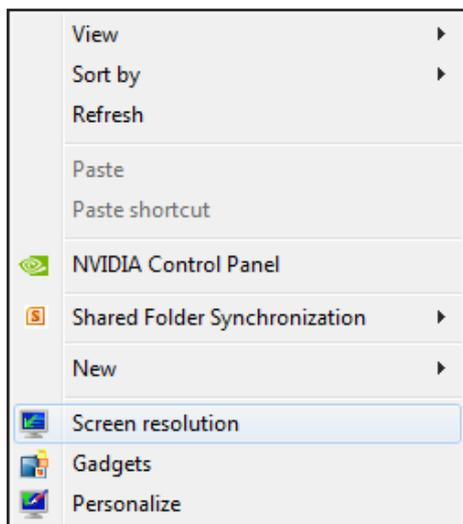 View
Sort by
Refresh
Paste
Paste shortcut
NVIDIA Control Panel
S Shared Folder Synchronization
New
Screen resolution
Gadgets
Personalize